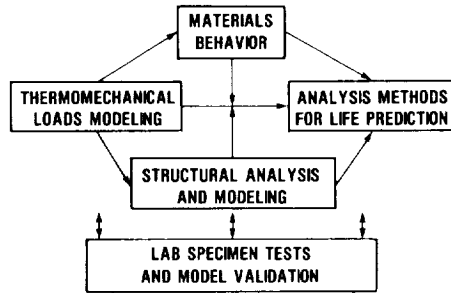 MATERIALS
BEHAVIOR
THERMOMECHANICAL
LOADS MODELING
ANALYSIS METHODS
FOR LIFE PREDICTION
STRUCTURAL ANALYSIS
AND MODELING
LAB SPECIMEN TESTS
AND MODEL VALIDATION